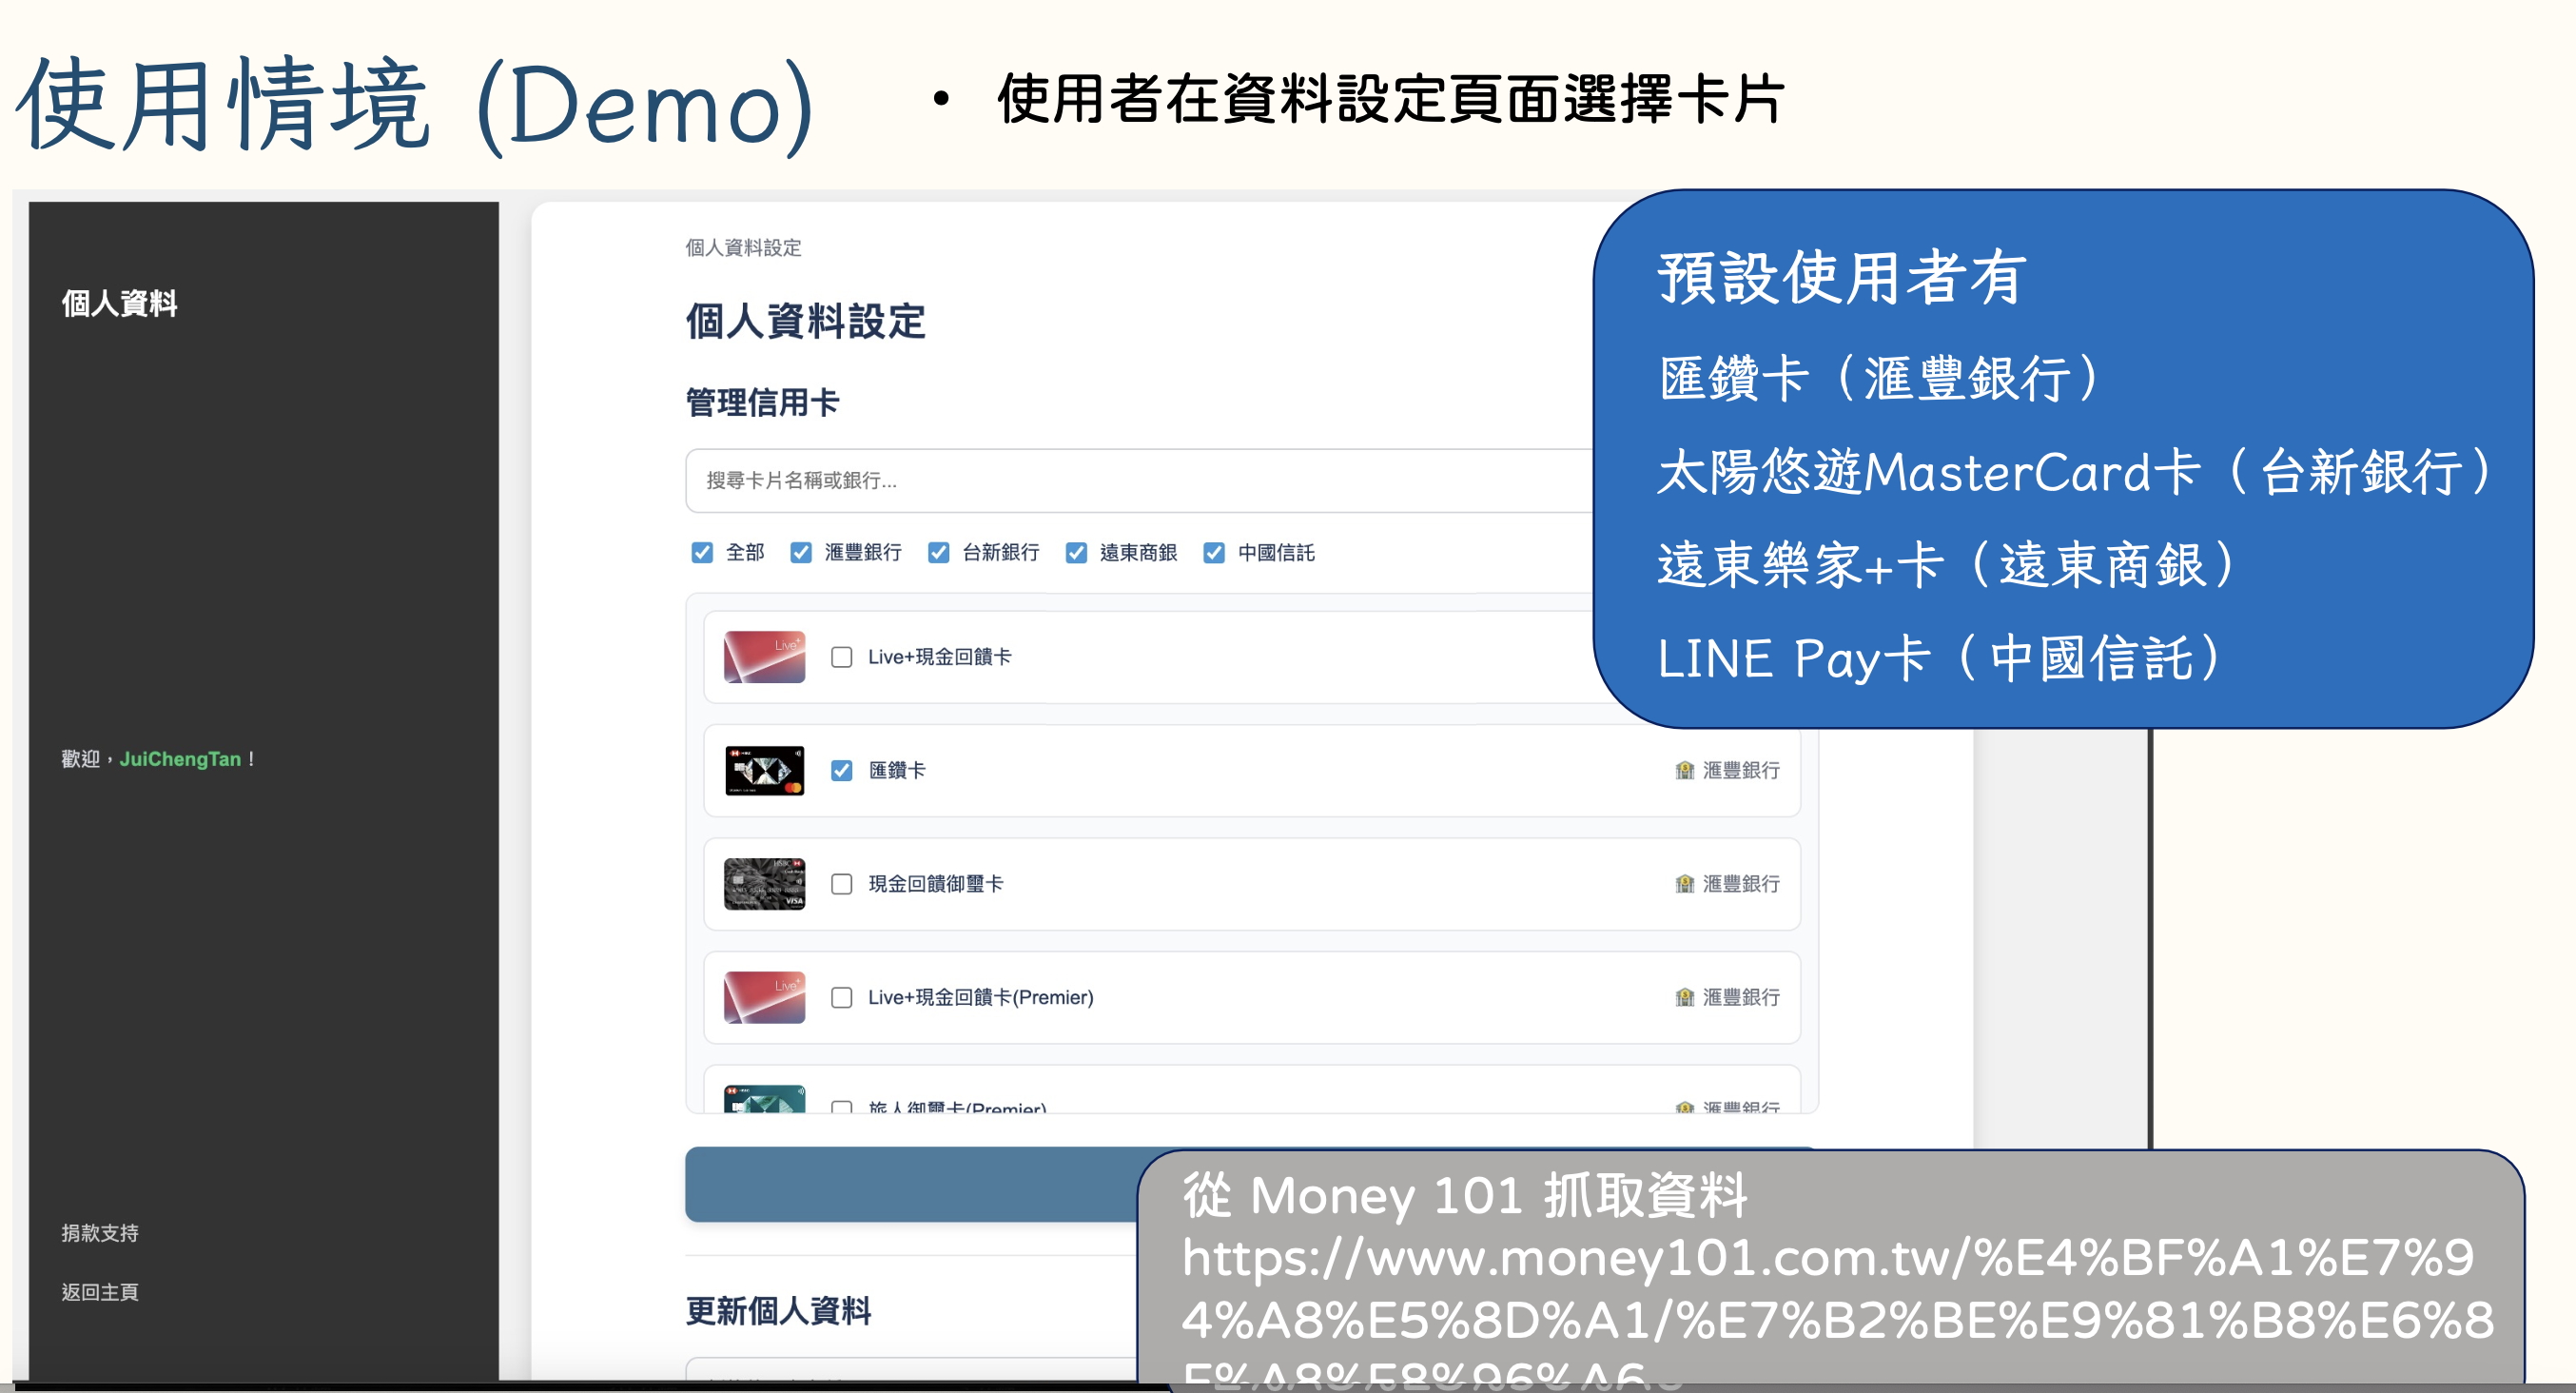 使用情境 (Demo)
• 使用者在資料設定頁面選擇卡片
個人資料
歡迎，JuiChengTan！
捐款支持
返回主頁
個人資料設定
個人資料設定
管理信用卡
搜尋卡片名稱或銀行...
全部 滙豐銀行 台新銀行 遠東商銀 中國信託
Live+
Live+現金回饋卡
匯鑽卡 滙豐銀行
HSBC
VISA
現金回饋御璽卡 滙豐銀行
Live+
Live+現金回饋卡(Premier) 滙豐銀行
旅人御璽卡(Premier) 滙豐銀行
更新個人資料
預設使用者有
匯鑽卡（滙豐銀行）
太陽悠遊MasterCard卡（台新銀行）
遠東樂家+卡（遠東商銀）
LINE Pay卡（中國信託）
從 Money 101 抓取資料
https://www.money101.com.tw/%E4%BF%A1%E7%9
4%A8%E5%8D%A1/%E7%B2%BE%E9%81%B8%E6%8
E%A8%E8%96%A6